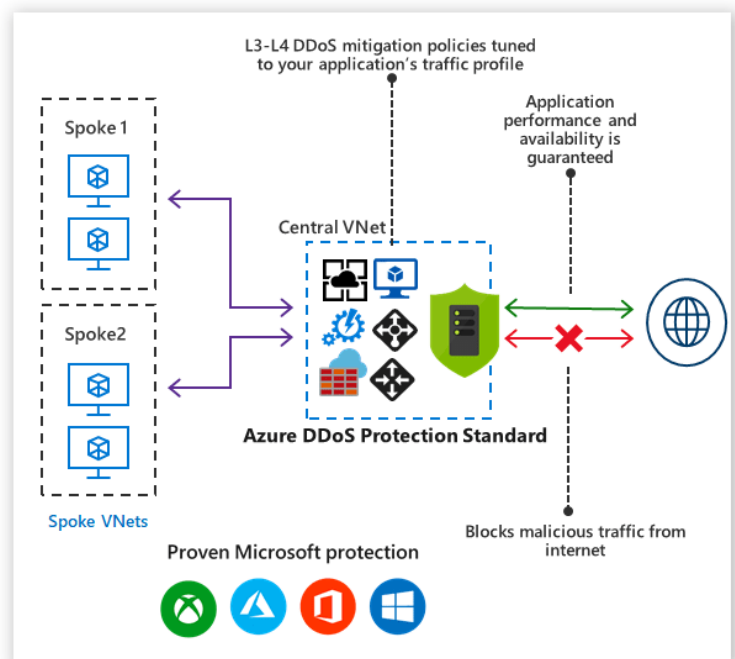 L3-L4 DDoS mitigation policies tuned
to your application's traffic profile
Application
performance and
availability is
guaranteed
Spoke 1
Central VNet
Spoke2
Azure DDoS Protection Standard
Spoke VNets
Blocks malicious traffic from
internet
Proven Microsoft protection